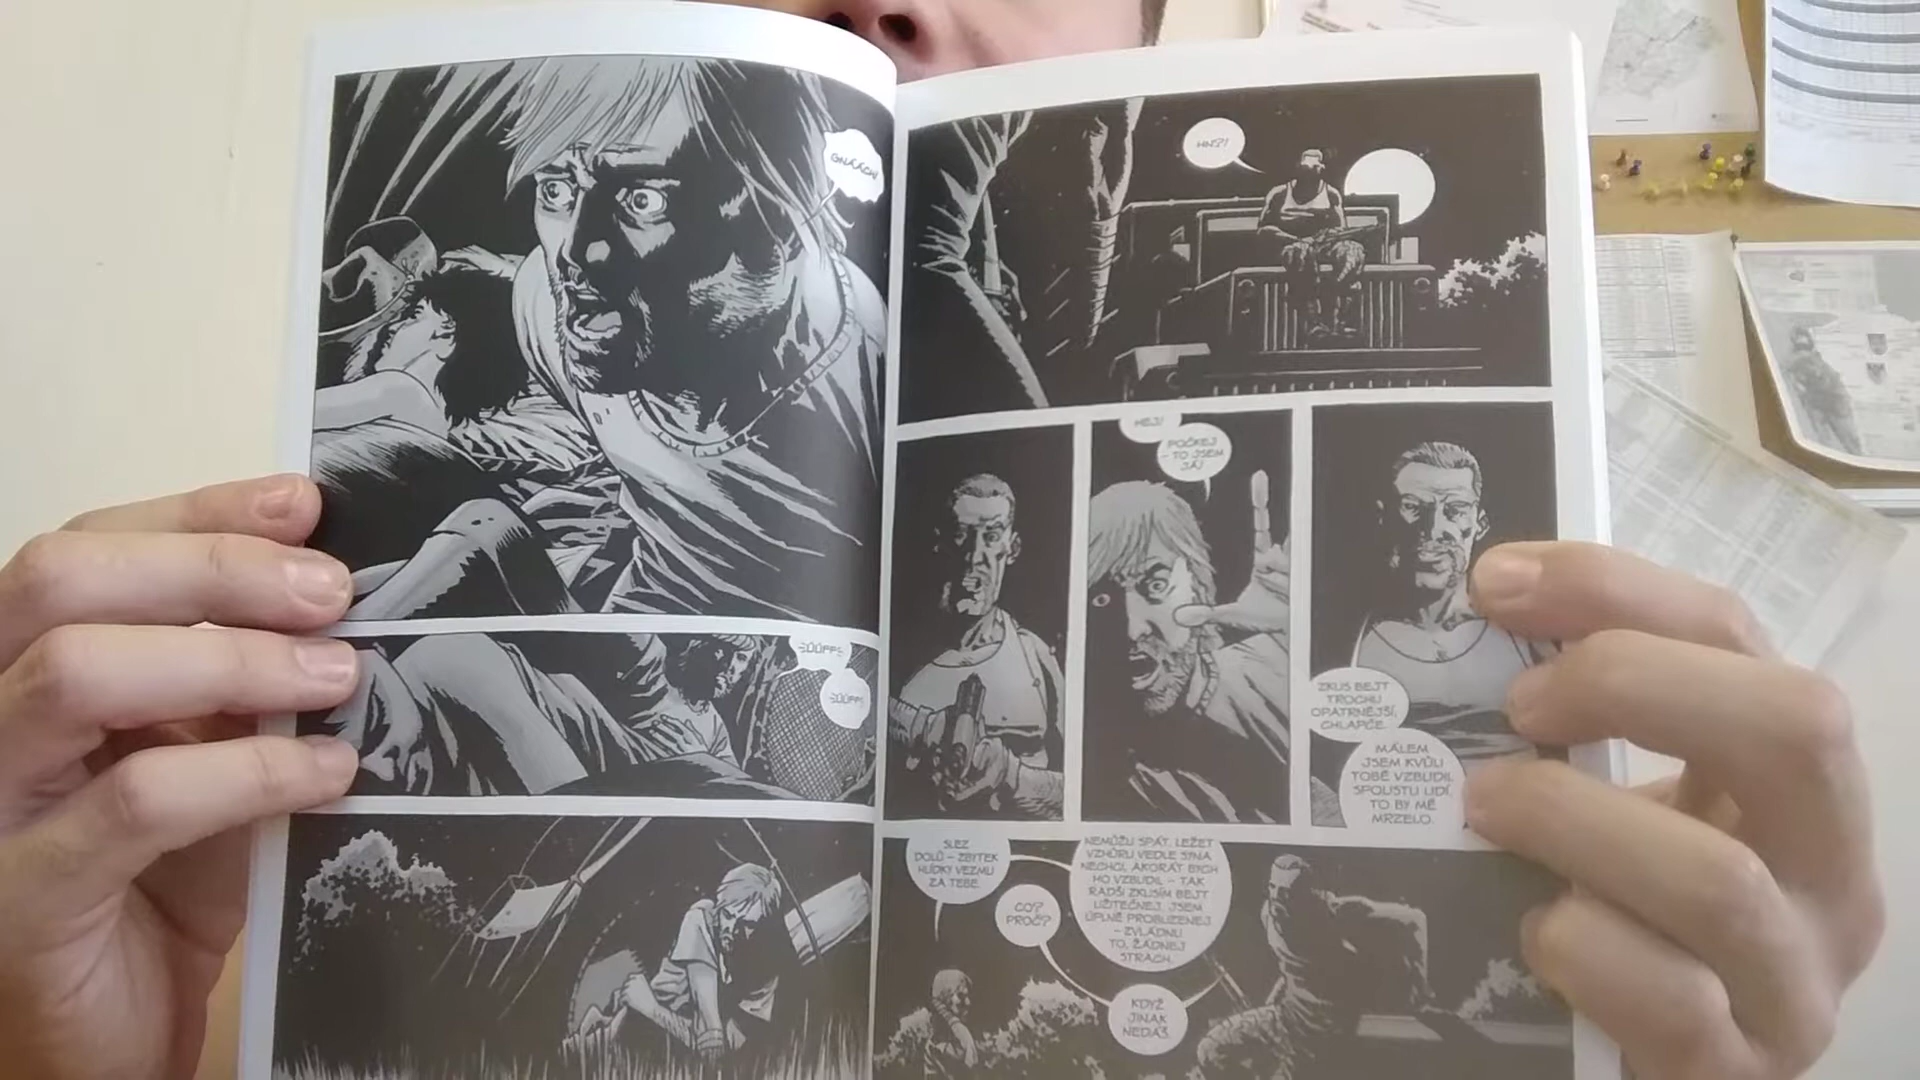 HEJ!
POČKEJ
– TO JSEM
JÁ!
ZKUS BEJT
TROCHU
OPATRNĚJŠÍ,
CHLAPČE.
MÁLEM
JSEM KVŮLI
TOBĚ VZBUDIL
SPOUSTU LIDÍ.
TO BY MĚ
MRZELO.
SLEZ
DOLŮ – ZBYTEK
HLÍDKY VEZMU
ZA TEBE.
CO?
PROČ?
NEMŮŽU SPÁT. LEŽET
VZHŮRU VEDLE SYNA
NECHCI, AKORÁT BYCH
HO VZBUDIL – TAK
RADŠI ZKUSÍM BEJT
UŽITEČNEJ. JSEM
ÚPLNĚ PROBUZENEJ
– ZVLÁDNU
TO, ŽÁDNEJ
STRACH.
KDYŽ
JINAK
NEDÁŠ.